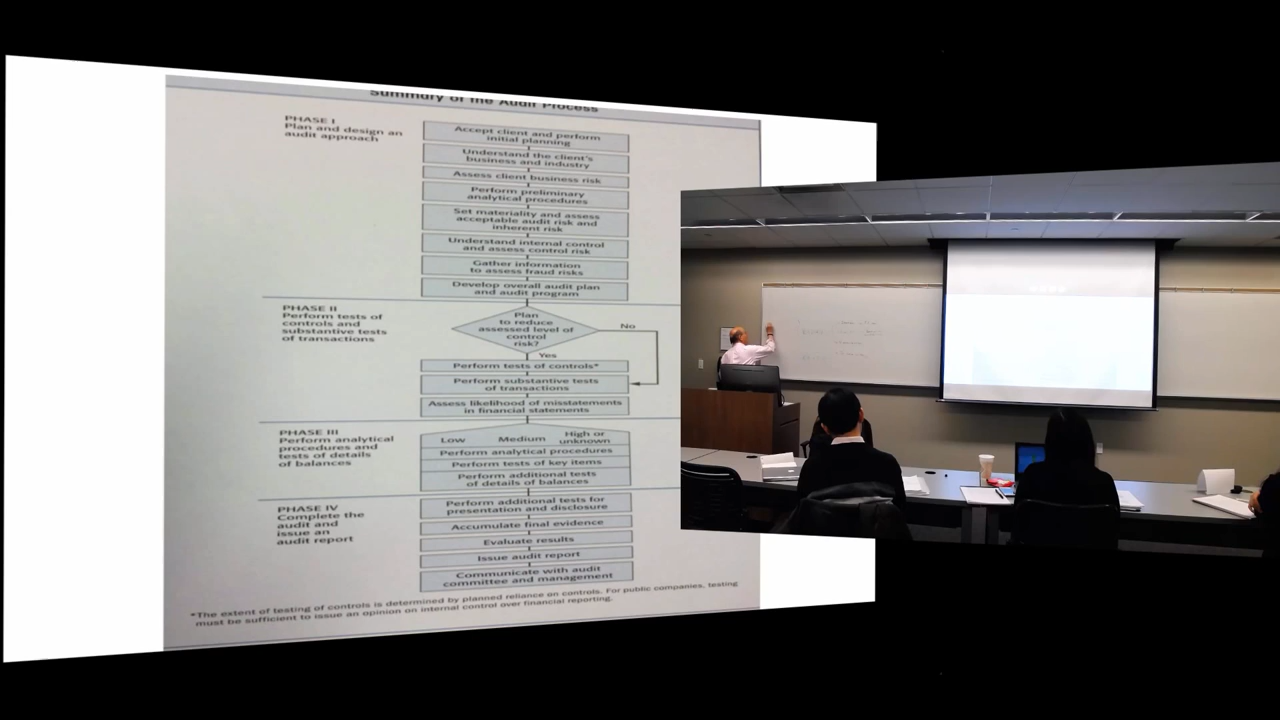 Summary of the Audit Process
PHASE I
Plan and design an
audit approach
Accept client and perform
initial planning
Understand the client's
business and industry
Assess client business risk
Perform preliminary
analytical procedures
Set materiality and assess
acceptable audit risk and
inherent risk
Understand internal control
and assess control risk
Gather information
to assess fraud risks
Develop overall audit plan
and audit program
PHASE II
Perform tests of
controls and
substantive tests
of transactions
Plan
to reduce
assessed level of
control
risk?
No
Yes
Perform tests of controls*
Perform substantive tests
of transactions
Assess likelihood of misstatements
in financial statements
PHASE III
Perform analytical
procedures and
tests of details
of balances
Low Medium High or
unknown
Perform analytical procedures
Perform tests of key items
Perform additional tests
of details of balances
PHASE IV
Complete the
audit and
issue an
audit report
Perform additional tests for
presentation and disclosure
Accumulate final evidence
Evaluate results
Issue audit report
Communicate with audit
committee and management
*The extent of testing of controls is determined by planned reliance on controls. For public companies, testing
must be sufficient to issue an opinion on internal control over financial reporting.